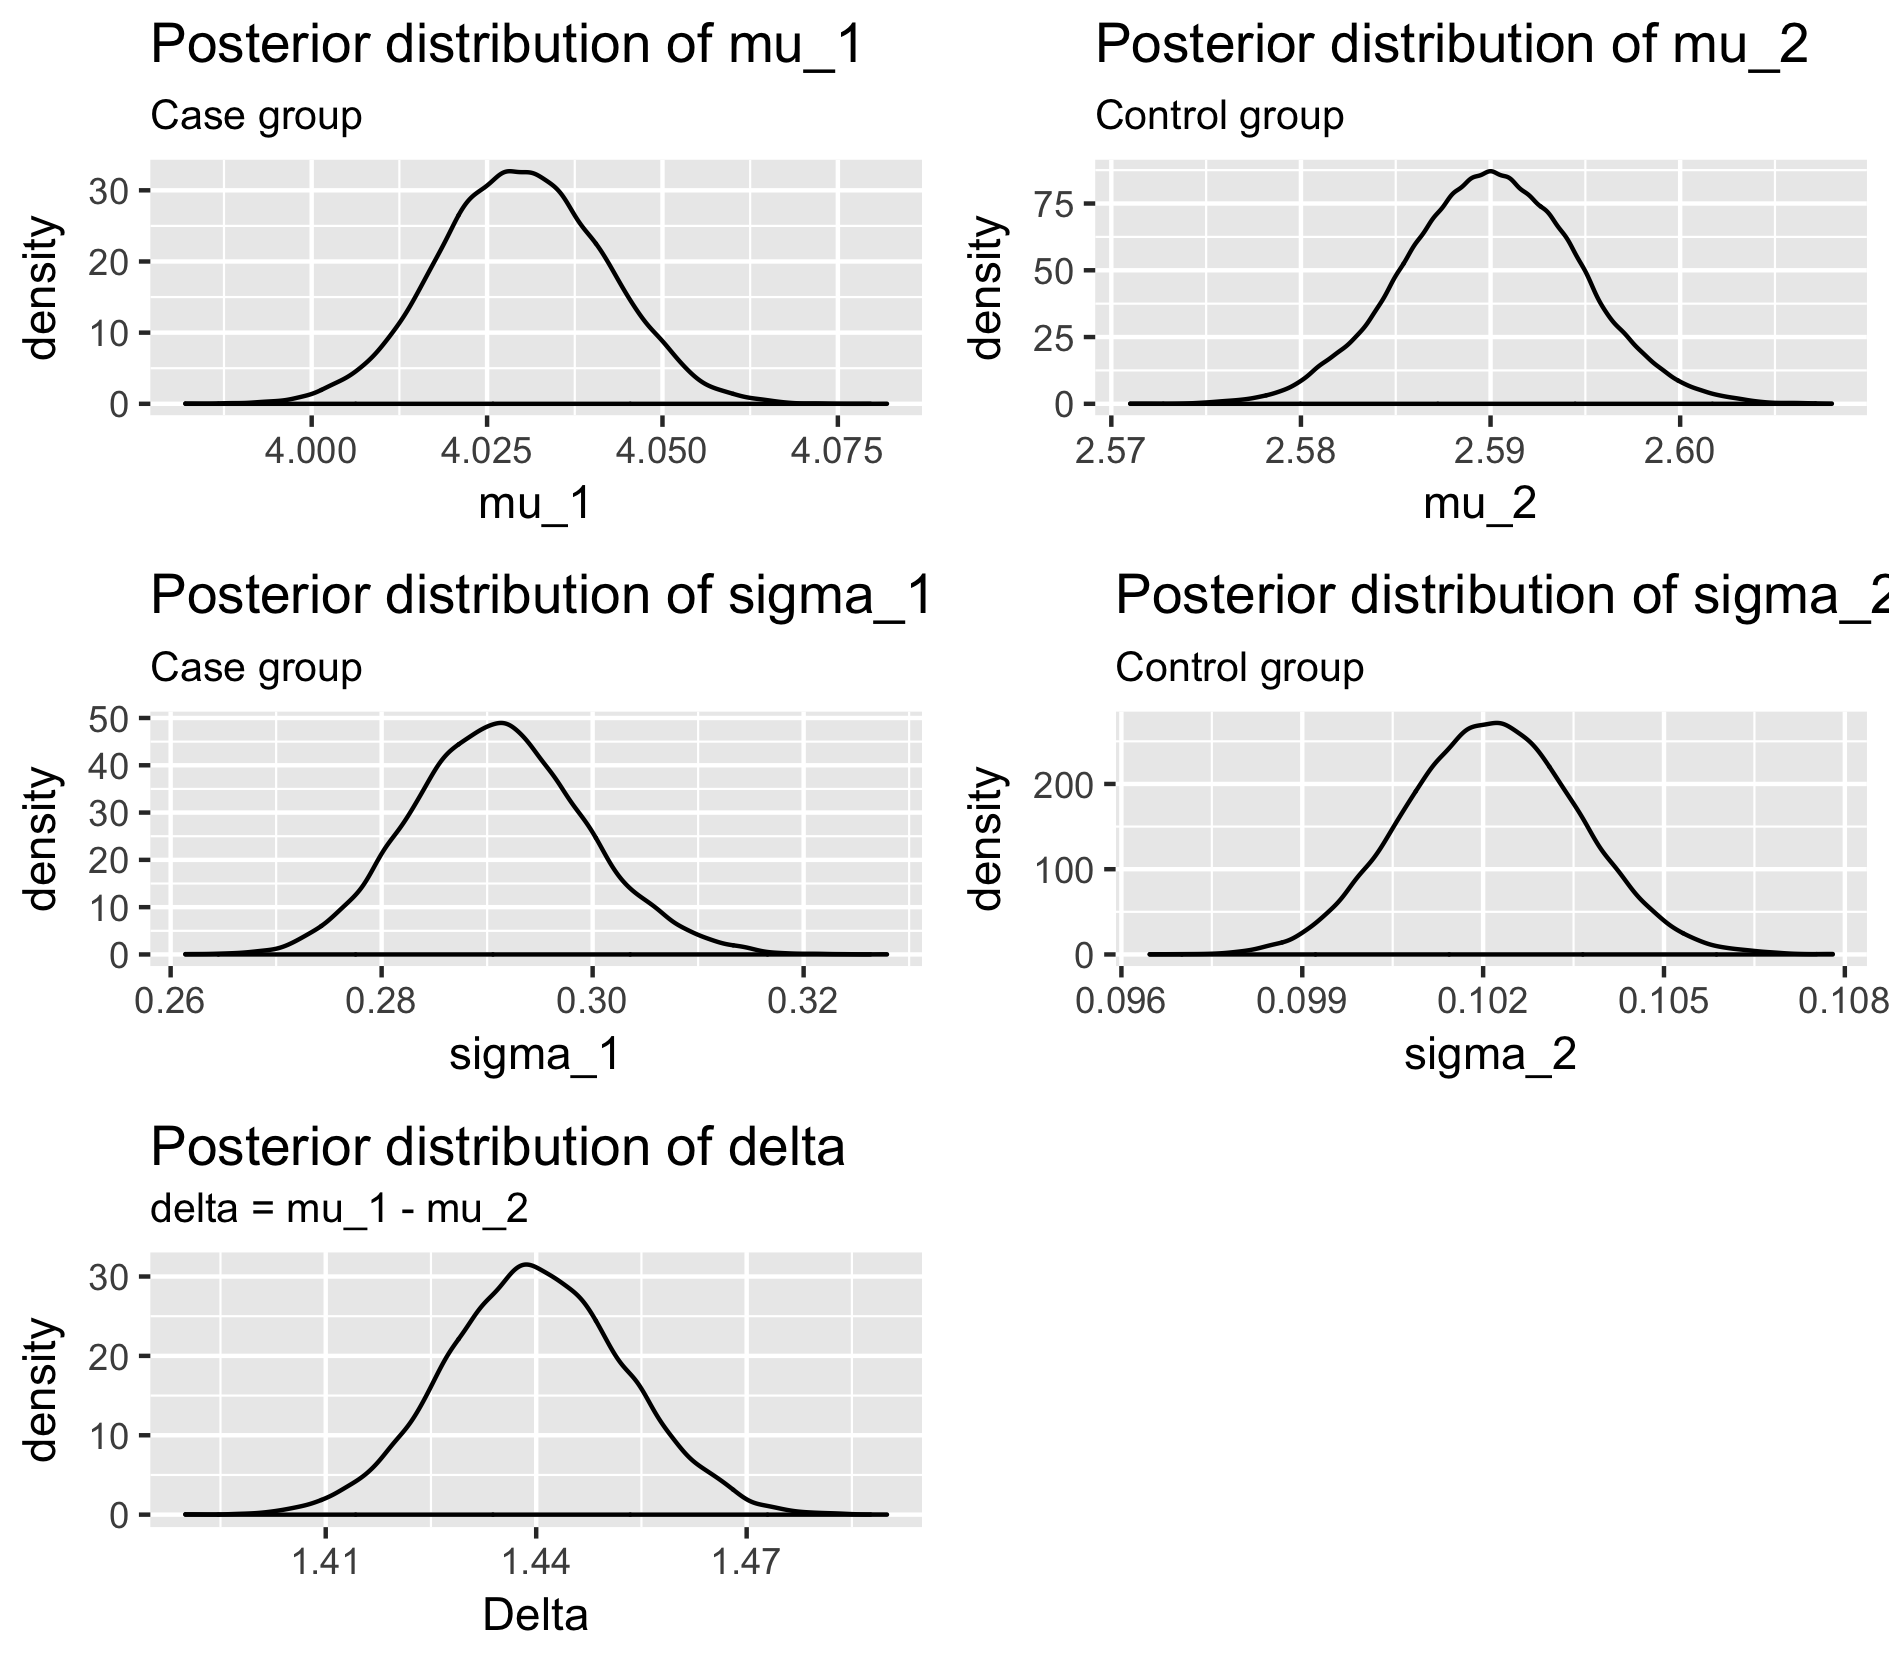 Posterior distribution of mu_1
Case group
density
30
20
10
0
4.000 4.025 4.050 4.075
mu_1
Posterior distribution of mu_2
Control group
density
75
50
25
0
2.57 2.58 2.59 2.60
mu_2
Posterior distribution of sigma_1
Case group
density
50
40
30
20
10
0
0.26 0.28 0.30 0.32
sigma_1
Posterior distribution of sigma_2
Control group
density
200
100
0
0.096 0.099 0.102 0.105 0.108
sigma_2
Posterior distribution of delta
delta = mu_1 - mu_2
density
30
20
10
0
1.41 1.44 1.47
Delta